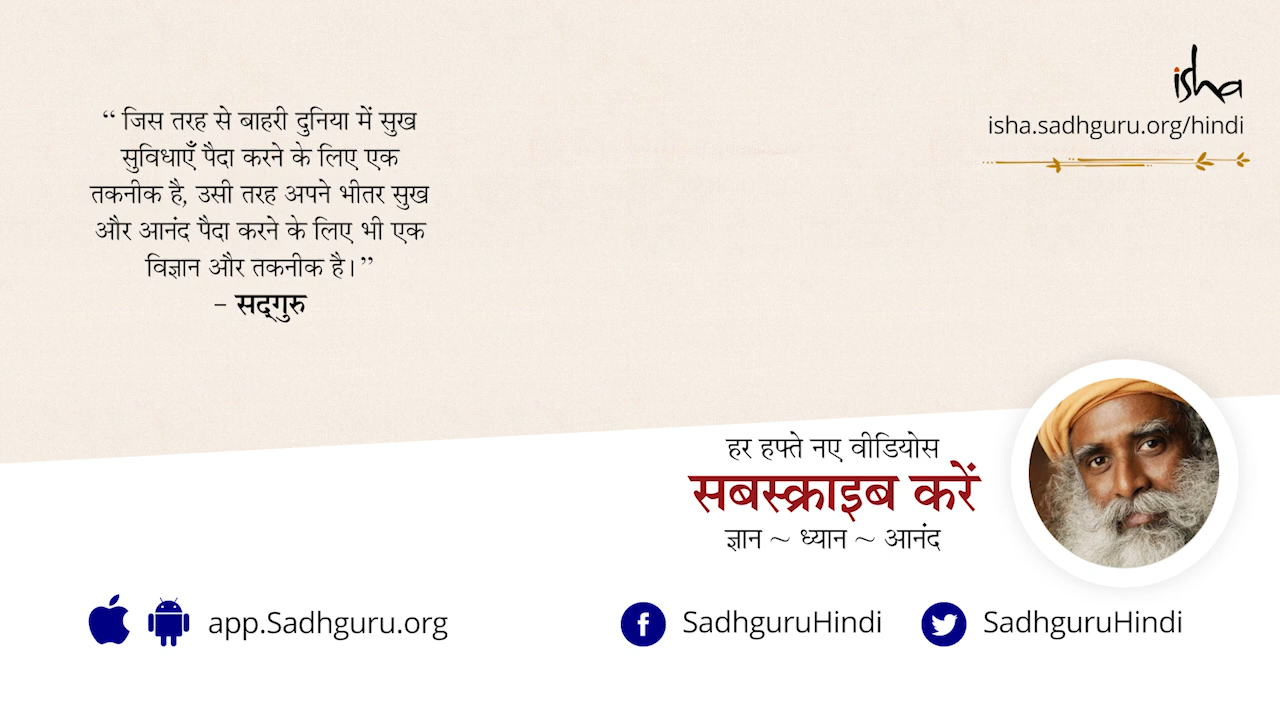 “ जिस तरह से बाहरी दुनिया में सुख
सुविधाएँ पैदा करने के लिए एक
तकनीक है, उसी तरह अपने भीतर सुख
और आनंद पैदा करने के लिए भी एक
विज्ञान और तकनीक है।”
- सद्‌गुरु
isha
isha.sadhguru.org/hindi
हर हफ्ते नए वीडियोस
सबस्क्राइब करें
ज्ञान ~ ध्यान ~ आनंद
app.Sadhguru.org
SadhguruHindi
SadhguruHindi